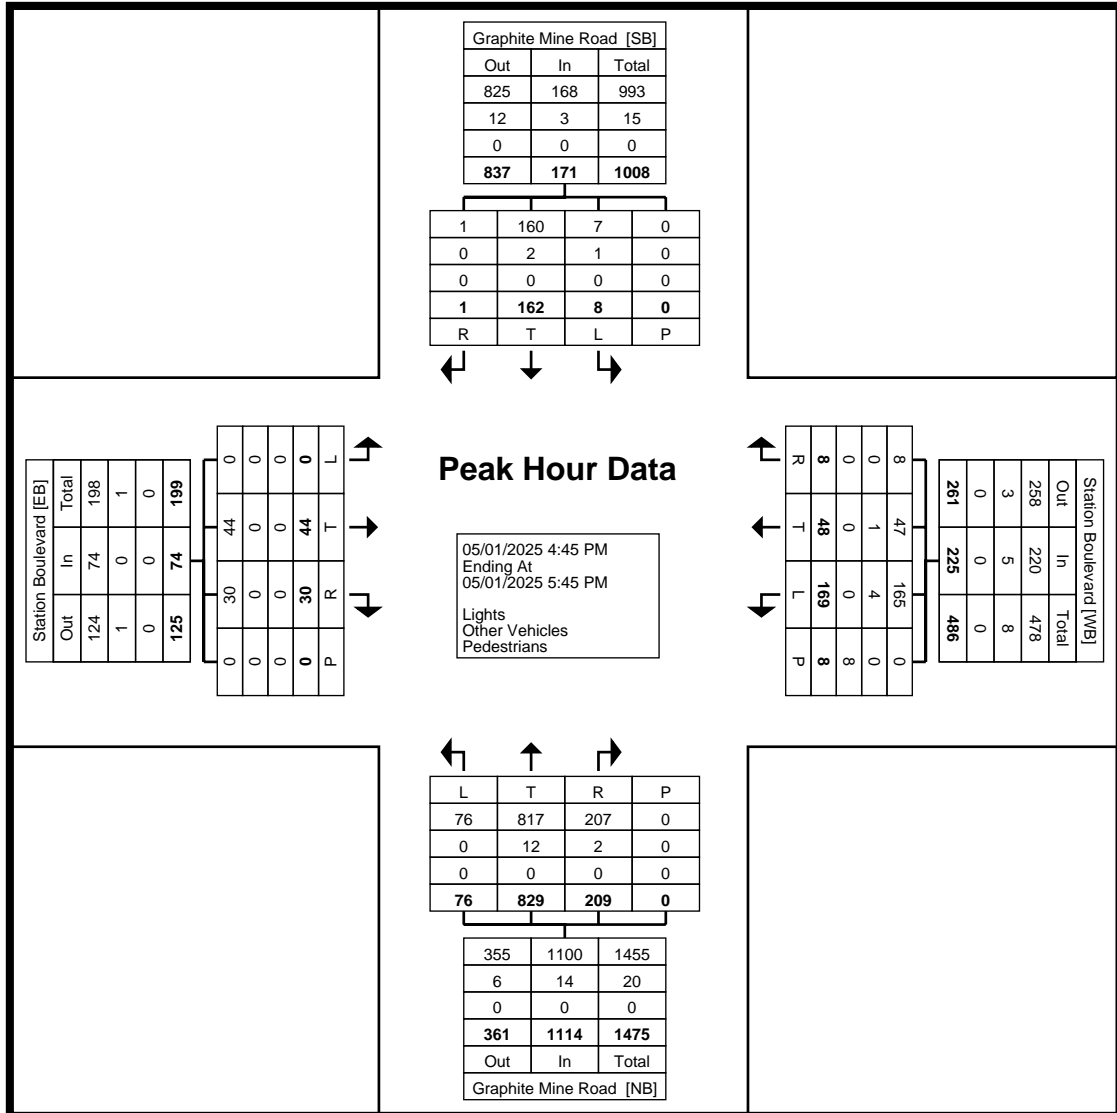 Graphite Mine Road [SB]
Out In Total
825 168 993
12 3 15
0 0 0
837 171 1008
1 160 7 0
0 2 1 0
0 0 0 0
1 162 8 0
R T L P
Station Boulevard [EB]
Out In Total
124 74 198
1 0 1
0 0 0
125 74 199
0 30 44 0
0 0 0 0
0 0 0 0
0 30 44 0
P R T L
Peak Hour Data
05/01/2025 4:45 PM
Ending At
05/01/2025 5:45 PM
Lights
Other Vehicles
Pedestrians
Station Boulevard [WB]
Out In Total
258 220 478
3 5 8
0 0 0
261 225 486
8 47 165 0
0 1 4 0
0 0 0 8
8 48 169 8
R T L P
L T R P
76 817 207 0
0 12 2 0
0 0 0 0
76 829 209 0
355 1100 1455
6 14 20
0 0 0
361 1114 1475
Out In Total
Graphite Mine Road [NB]